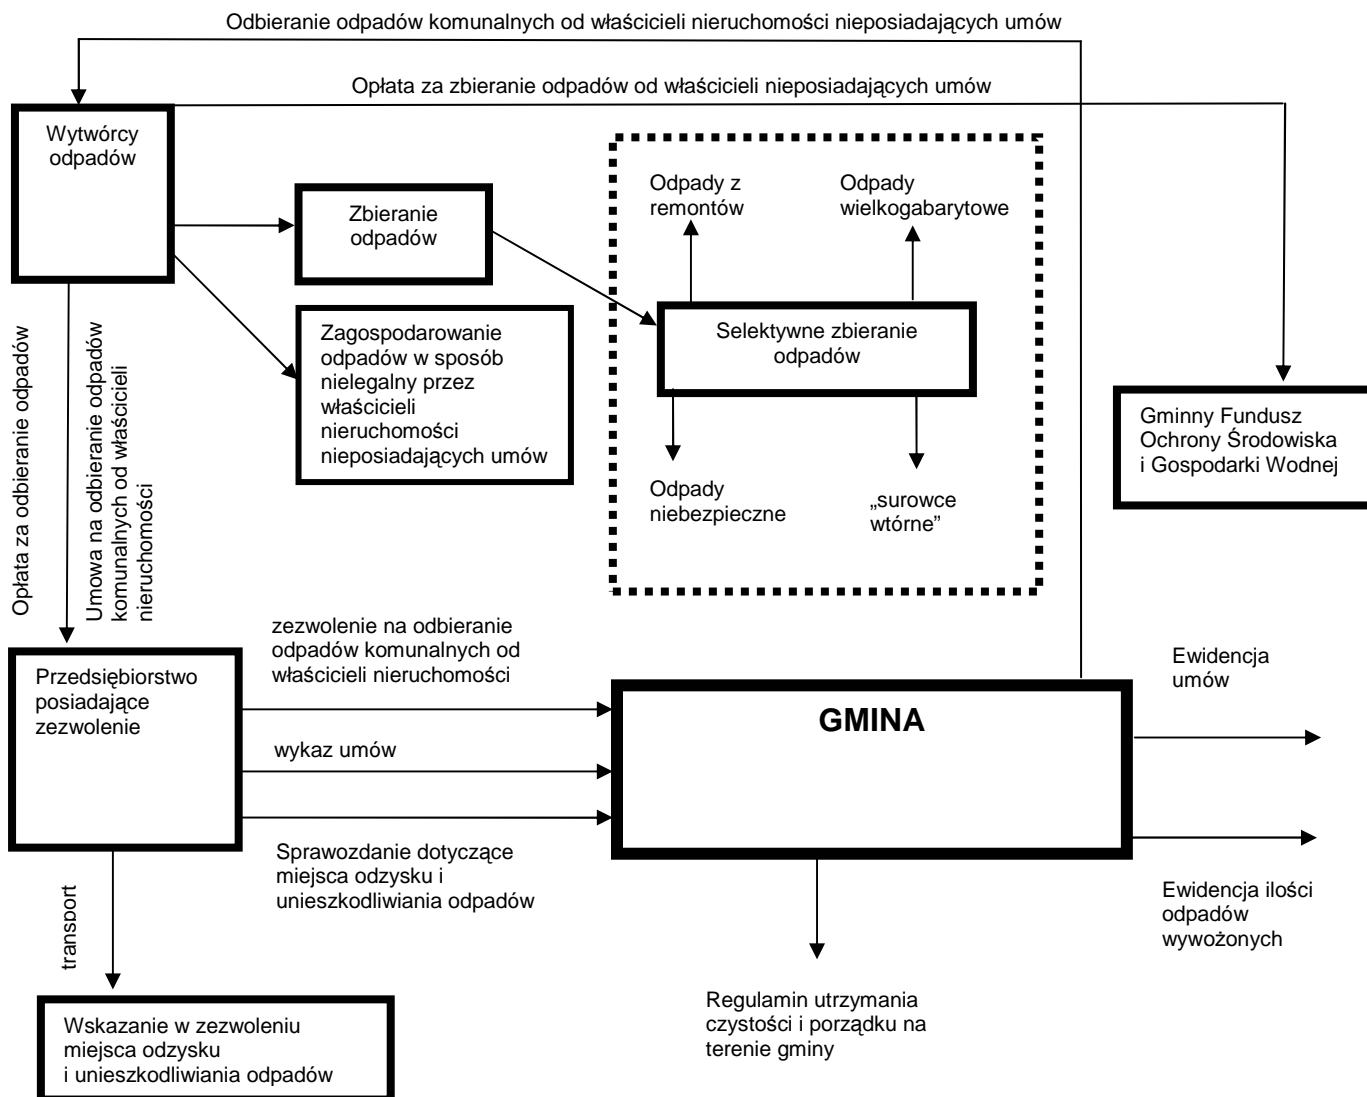 Odbieranie odpadów komunalnych od właścicieli nieruchomości nieposiadających umów
Opłata za zbieranie odpadów od właścicieli nieposiadających umów
Wytwórcy
odpadów
Zbieranie
odpadów
Odpady z
remontów
Odpady
wielkogabarytowe
Selektywne zbieranie
odpadów
Odpady
niebezpieczne
„surowce
wtórne”
Zagospodarowanie
odpadów w sposób
nielegalny przez
właścicieli
nieruchomości
nieposiadających umów
Gminny Fundusz
Ochrony Środowiska
i Gospodarki Wodnej
Opłata za odbieranie odpadów
Umowa na odbieranie odpadów
komunalnych od właścicieli
nieruchomości
Przedsiębiorstwo
posiadające
zezwolenie
zezwolenie na odbieranie
odpadów komunalnych od
właścicieli nieruchomości
wykaz umów
Sprawozdanie dotyczące
miejsca odzysku i
unieszkodliwiania odpadów
GMINA
Ewidencja
umów
Ewidencja ilości
odpadów
wywożonych
transport
Wskazanie w zezwoleniu
miejsca odzysku
i unieszkodliwiania odpadów
Regulamin utrzymania
czystości i porządku na
terenie gminy